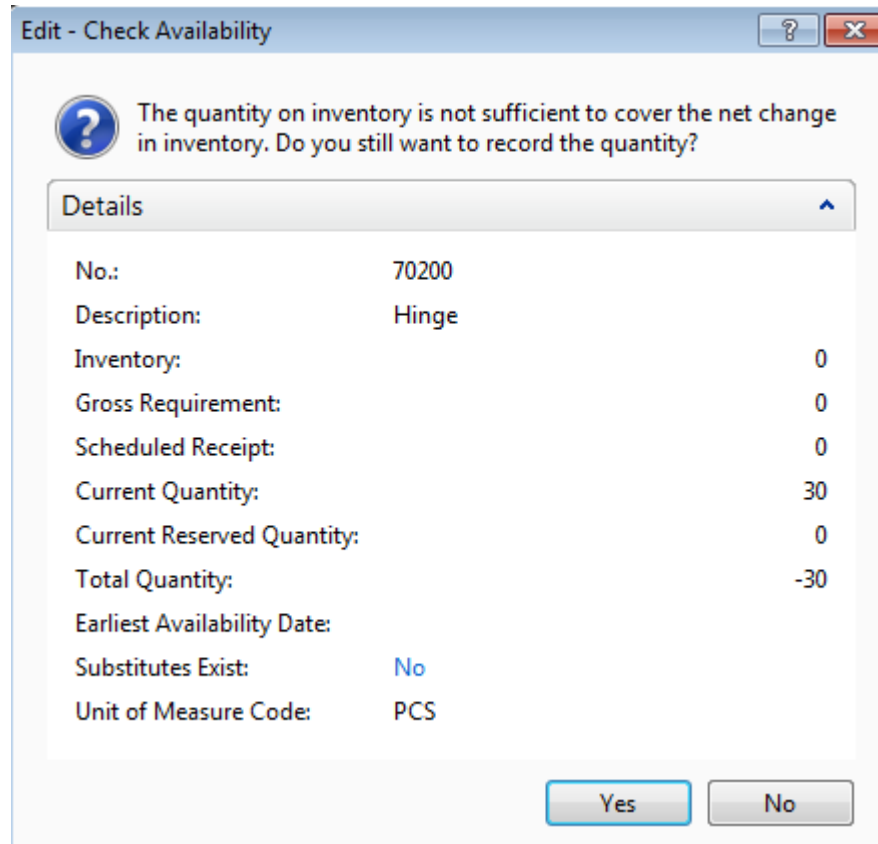 Edit - Check Availability
?
The quantity on inventory is not sufficient to cover the net change
in inventory. Do you still want to record the quantity?
Details
No.: 70200
Description: Hinge
Inventory: 0
Gross Requirement: 0
Scheduled Receipt: 0
Current Quantity: 30
Current Reserved Quantity: 0
Total Quantity: -30
Earliest Availability Date:
Substitutes Exist: No
Unit of Measure Code: PCS
Yes No